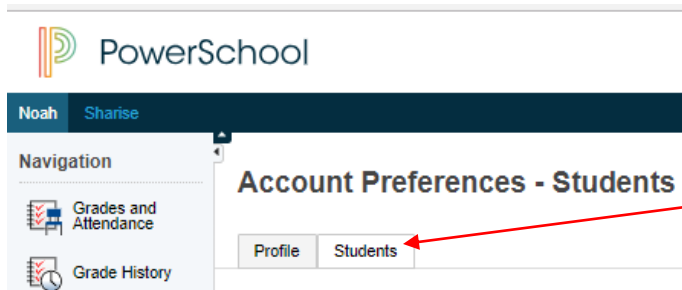 PowerSchool
Noah Sharise
Navigation
Grades and
Attendance
Grade History
Account Preferences - Students
Profile Students